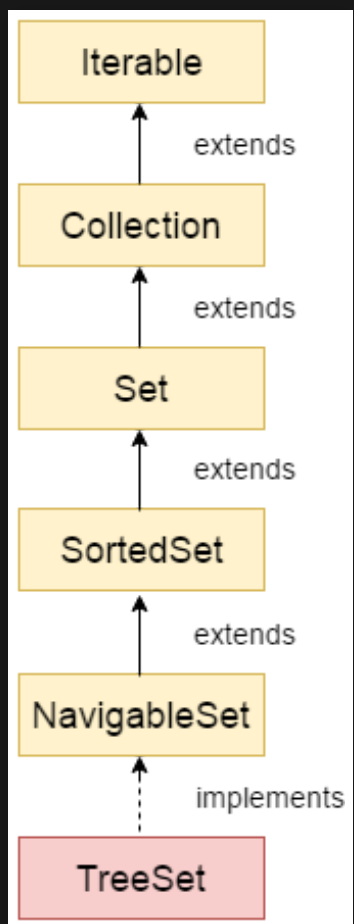 Iterable
extends
Collection
extends
Set
extends
SortedSet
extends
NavigableSet
implements
TreeSet